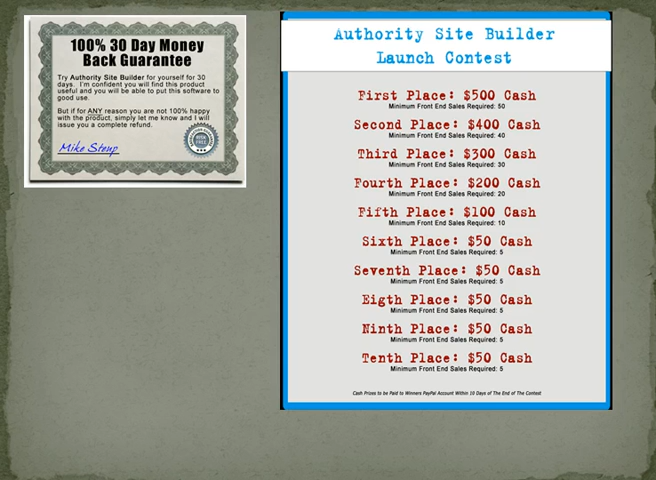 100% 30 Day Money
Back Guarantee
Try Authority Site Builder for yourself for 30
days. I'm confident you will find this product
useful and you will be able to put this software to
good use.
But if for ANY reason you are not 100% happy
with the product, simply let me know and I will
issue you a complete refund.
Mike Steup
Authority Site Builder
Launch Contest
First Place: $500 Cash
Minimum Front End Sales Required: 50
Second Place: $400 Cash
Minimum Front End Sales Required: 40
Third Place: $300 Cash
Minimum Front End Sales Required: 30
Fourth Place: $200 Cash
Minimum Front End Sales Required: 20
Fifth Place: $100 Cash
Minimum Front End Sales Required: 10
Sixth Place: $50 Cash
Minimum Front End Sales Required: 5
Seventh Place: $50 Cash
Minimum Front End Sales Required: 5
Eigth Place: $50 Cash
Minimum Front End Sales Required: 5
Ninth Place: $50 Cash
Minimum Front End Sales Required: 5
Tenth Place: $50 Cash
Minimum Front End Sales Required: 5
Cash Prizes to be Paid to Winners PayPal Account Within 10 Days of The End of The Contest